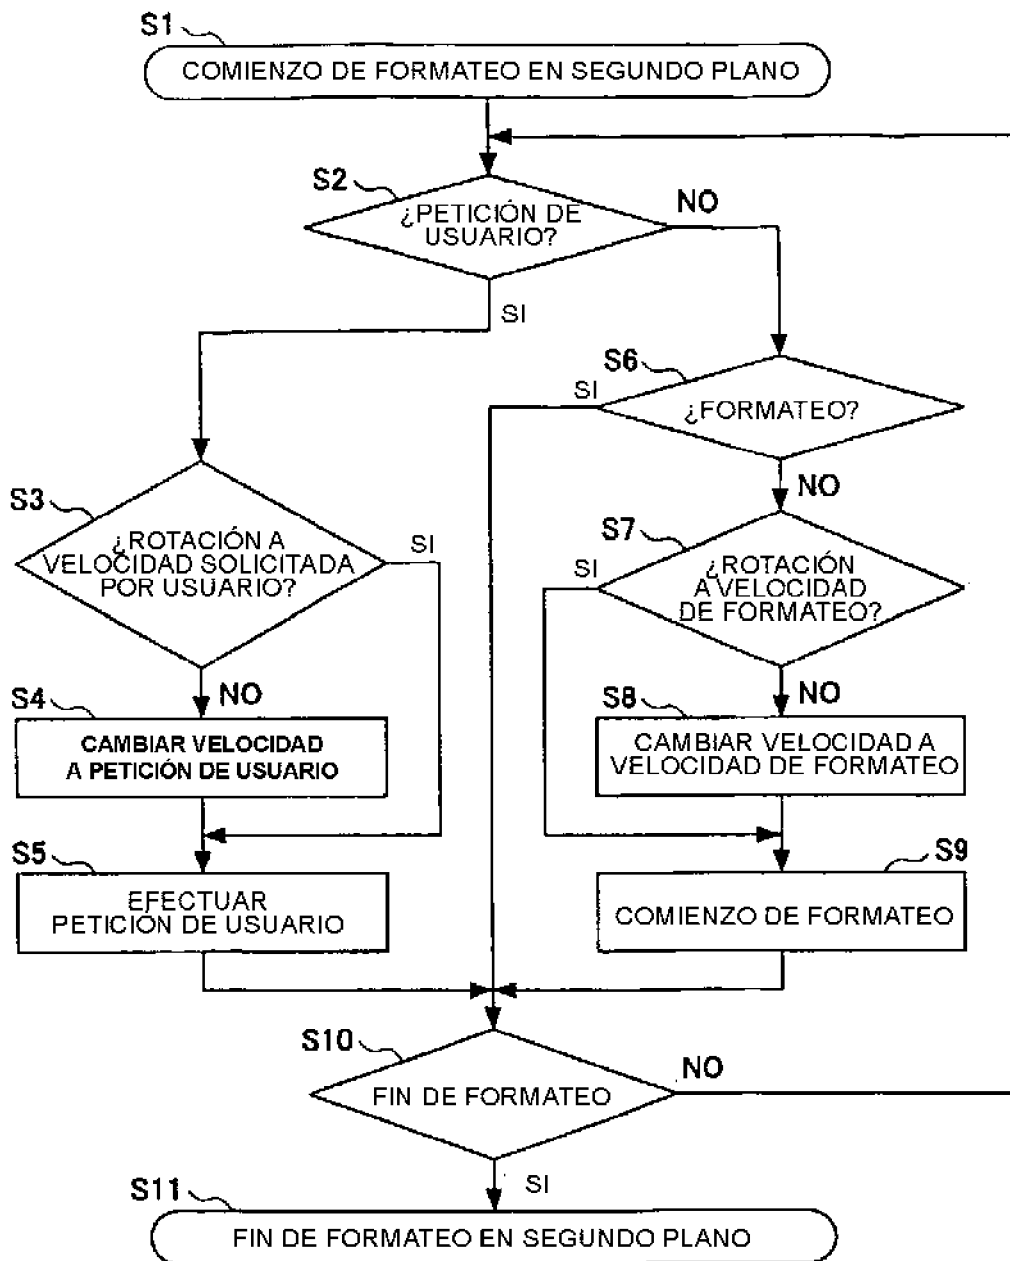 S1
COMIENZO DE FORMATEO EN SEGUNDO PLANO
S2
¿PETICIÓN DE
USUARIO?
NO
SI
S6
SI
¿FORMATEO?
NO
S3
¿ROTACIÓN A
VELOCIDAD SOLICITADA
POR USUARIO?
SI
NO
S7
SI
¿ROTACIÓN
A VELOCIDAD
DE FORMATEO?
NO
S4
CAMBIAR VELOCIDAD
A PETICIÓN DE USUARIO
S8
CAMBIAR VELOCIDAD A
VELOCIDAD DE FORMATEO
S5
EFECTUAR
PETICIÓN DE USUARIO
S9
COMIENZO DE FORMATEO
S10
FIN DE FORMATEO
NO
SI
S11
FIN DE FORMATEO EN SEGUNDO PLANO